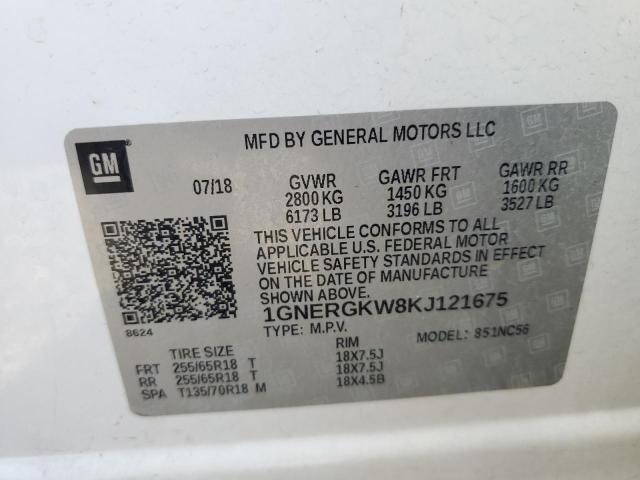 MFD BY GENERAL MOTORS LLC
GM
07/18 GVWR GAWR FRT GAWR RR
2800 KG 1450 KG 1600 KG
6173 LB 3196 LB 3527 LB
THIS VEHICLE CONFORMS TO ALL
APPLICABLE U.S. FEDERAL MOTOR
VEHICLE SAFETY STANDARDS IN EFFECT
ON THE DATE OF MANUFACTURE
SHOWN ABOVE.
8624
1GNERGKW8KJ121675
TYPE: M.P.V. MODEL: 851NC56
TIRE SIZE RIM
FRT 255/65R18 T 18X7.5J
RR 255/65R18 T 18X7.5J
SPA T135/70R18 M 18X4.5B